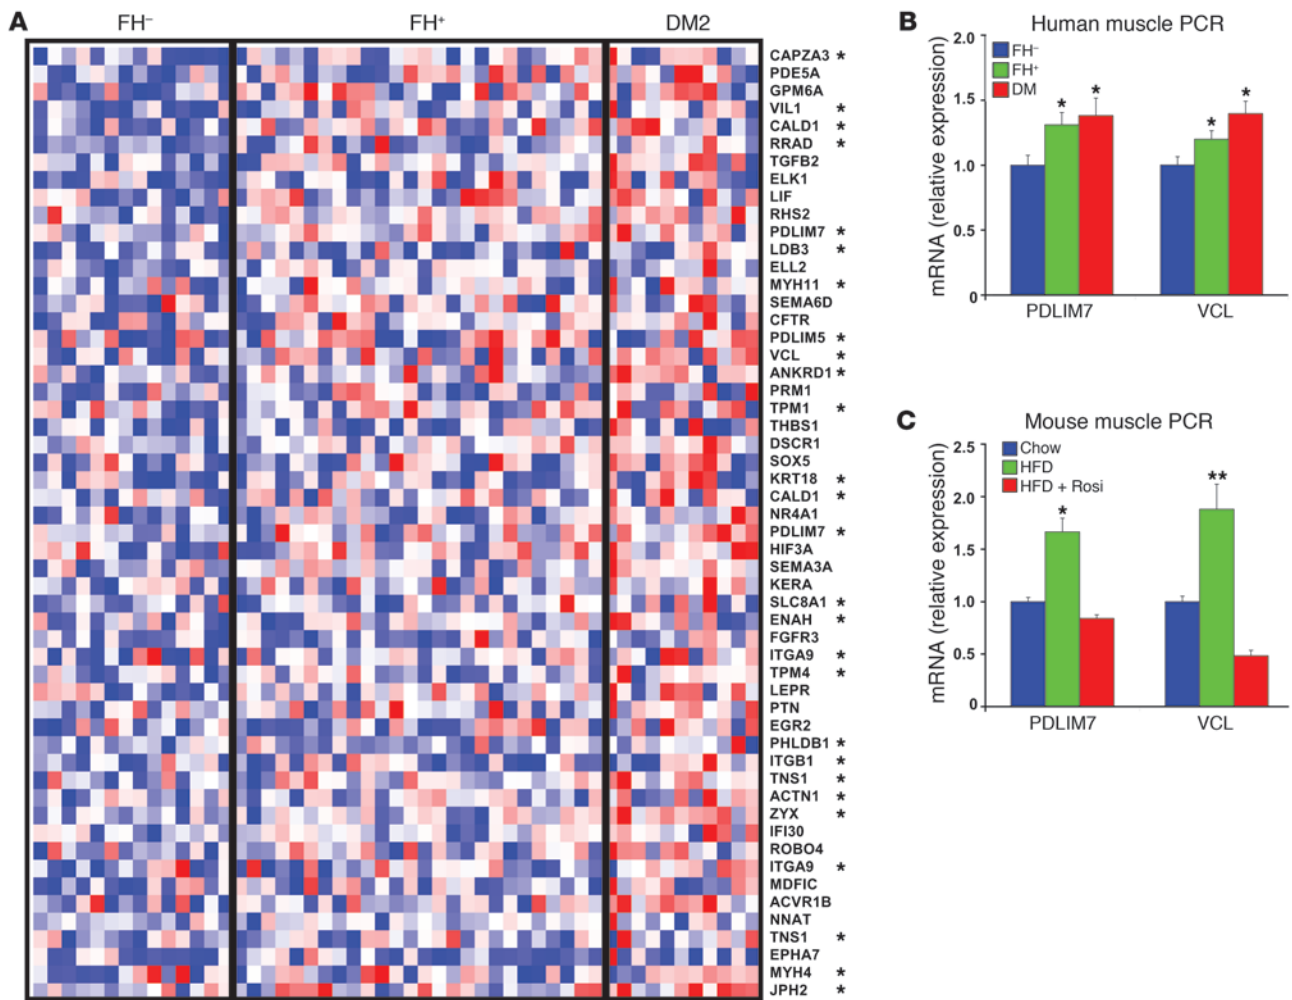 A
FH⁻ FH⁺ DM2
CAPZA3 *
PDE5A
GPM6A
VIL1 *
CALD1 *
RRAD *
TGFB2
ELK1
LIF
RHS2
PDLIM7 *
LDB3 *
ELL2
MYH11 *
SEMA6D
CFTR
PDLIM5 *
VCL *
ANKRD1 *
PRM1
TPM1 *
THBS1
DSCR1
SOX5
KRT18 *
CALD1 *
NR4A1
PDLIM7 *
HIF3A
SEMA3A
KERA
SLC8A1 *
ENAH *
FGFR3
ITGA9 *
TPM4 *
LEPR
PTN
EGR2
PHLDB1 *
ITGB1 *
TNS1 *
ACTN1 *
ZYX *
IFI30
ROBO4
ITGA9 *
MDFIC
ACVR1B
NNAT
TNS1 *
EPHA7
MYH4 *
JPH2 *
B
Human muscle PCR
mRNA (relative expression)
2.0
1.5
1.0
0.5
0
FH⁻
FH⁺
DM
* * * *
PDLIM7 VCL
C
Mouse muscle PCR
mRNA (relative expression)
2.5
2.0
1.5
1.0
0.5
0
Chow
HFD
HFD + Rosi
* **
PDLIM7 VCL